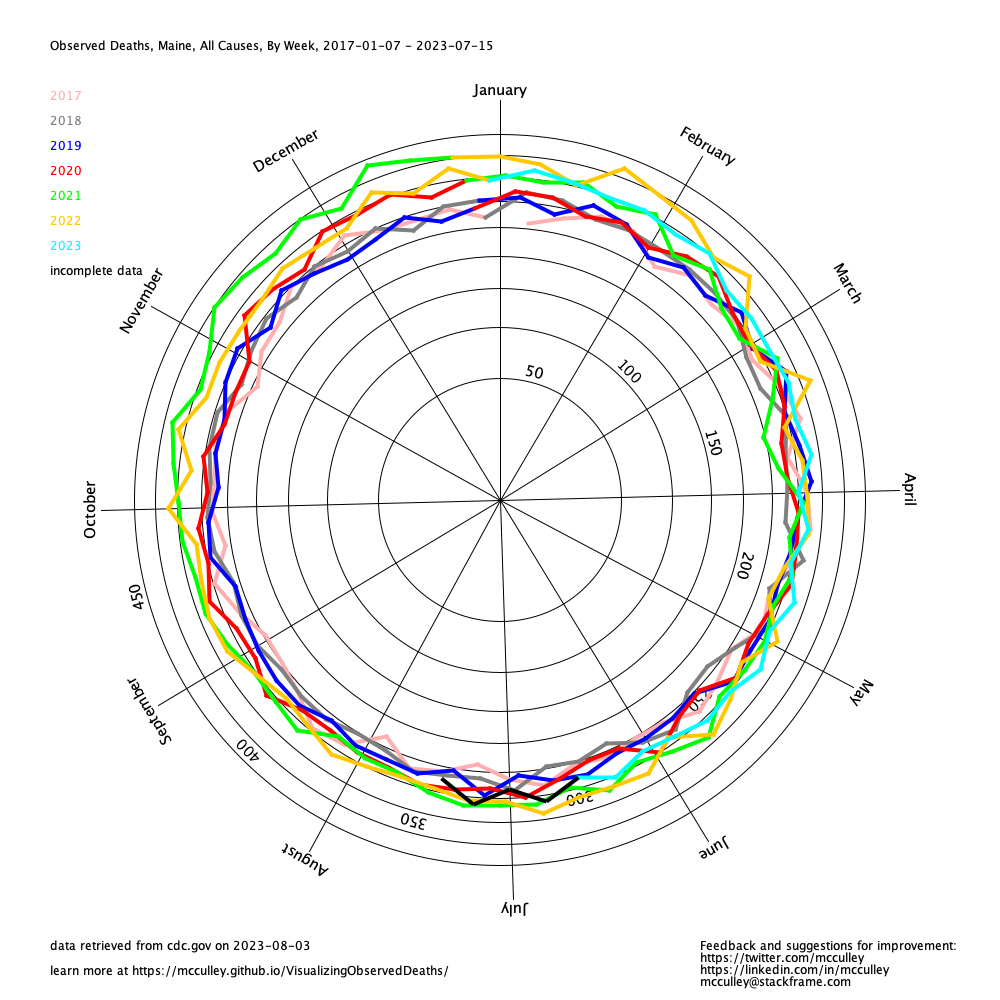 Observed Deaths, Maine, All Causes, By Week, 2017-01-07 - 2023-07-15
2017
2018
2019
2020
2021
2022
2023
incomplete data
January
February
March
April
May
June
July
August
September
October
November
December
50
100
150
200
300
350
400
450
data retrieved from cdc.gov on 2023-08-03
learn more at https://mcculley.github.io/VisualizingObservedDeaths/
Feedback and suggestions for improvement:
https://twitter.com/mcculley
https://linkedin.com/in/mcculley
mcculley@stackframe.com